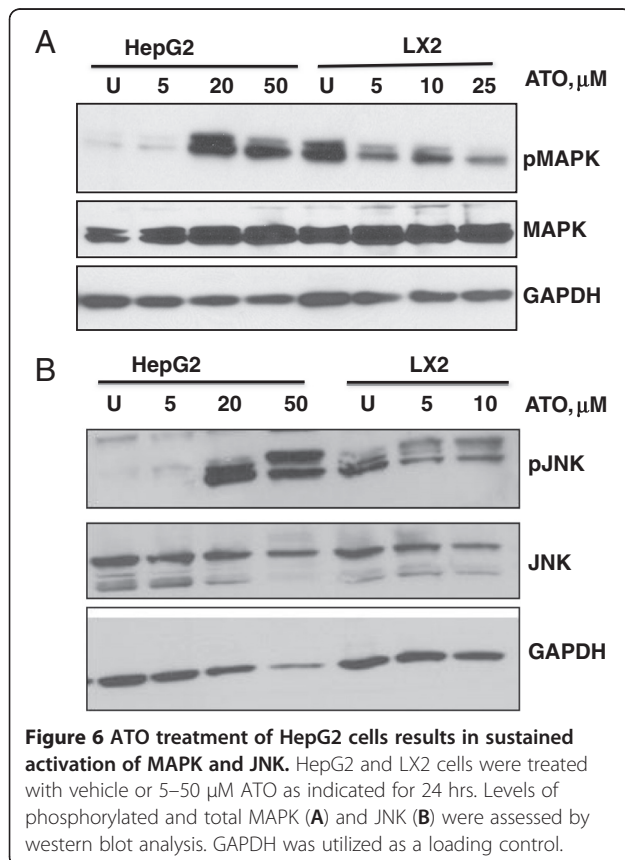 A
HepG2 LX2
U 5 20 50 U 5 10 25 ATO, µM
pMAPK
MAPK
GAPDH
B
HepG2 LX2
U 5 20 50 U 5 10 ATO, µM
pJNK
JNK
GAPDH
Figure 6 ATO treatment of HepG2 cells results in sustained
activation of MAPK and JNK. HepG2 and LX2 cells were treated
with vehicle or 5–50 µM ATO as indicated for 24 hrs. Levels of
phosphorylated and total MAPK (A) and JNK (B) were assessed by
western blot analysis. GAPDH was utilized as a loading control.